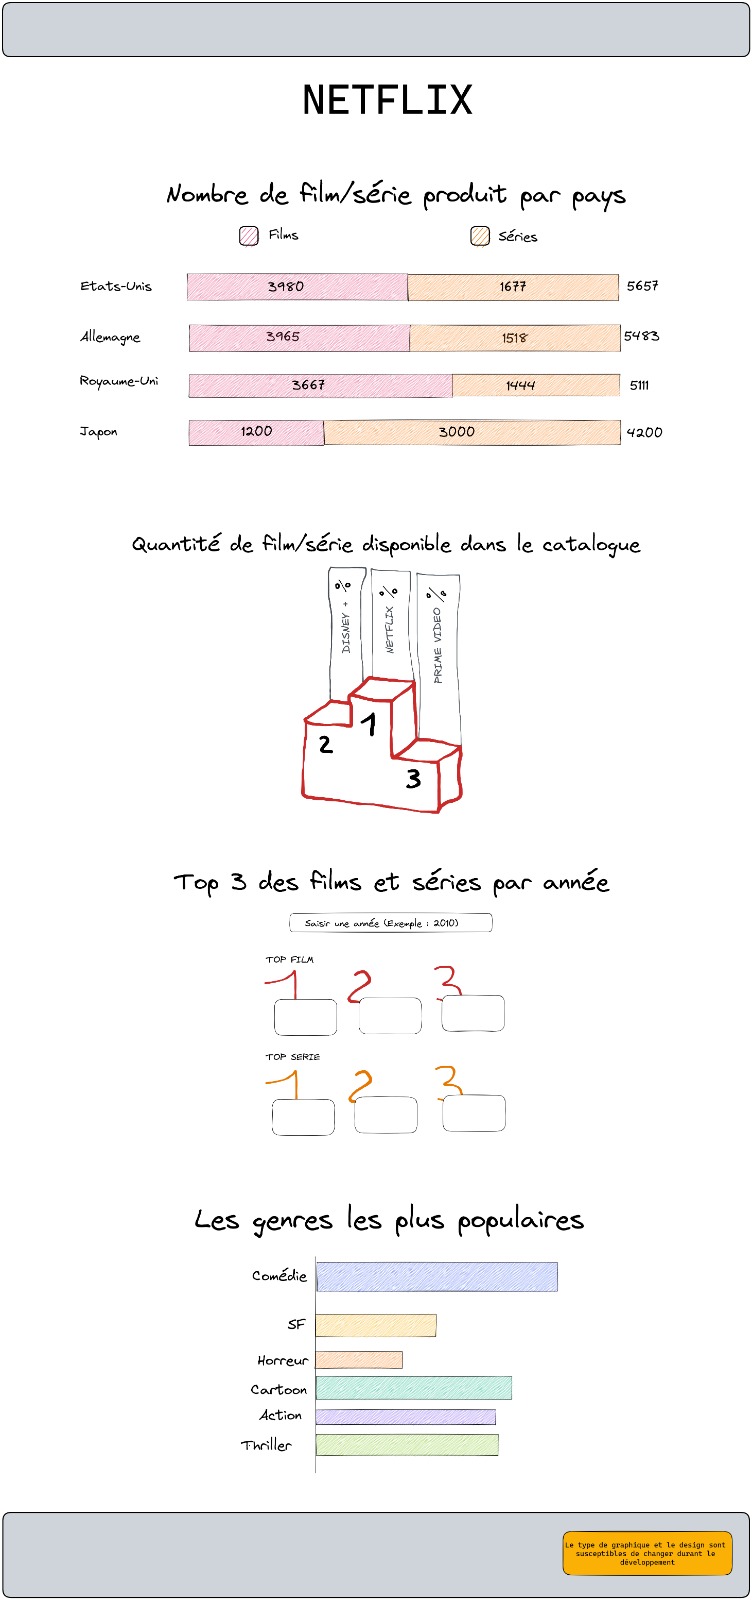 NETFLIX
Nombre de film/série produit par pays
Films
Séries
Etats-Unis 3980 1677 5657
Allemagne 3965 1518 5483
Royaume-Uni 3667 1444 5111
Japon 1200 3000 4200
Quantité de film/série disponible dans le catalogue
DISNEY + %
NETFLIX %
PRIME VIDEO %
2
1
3
Top 3 des films et séries par année
Saisir une année (Exemple : 2010)
TOP FILM
1 2 3
TOP SERIE
1 2 3
Les genres les plus populaires
Comédie
SF
Horreur
Cartoon
Action
Thriller
Le type de graphique et le design sont
susceptibles de changer durant le
développement